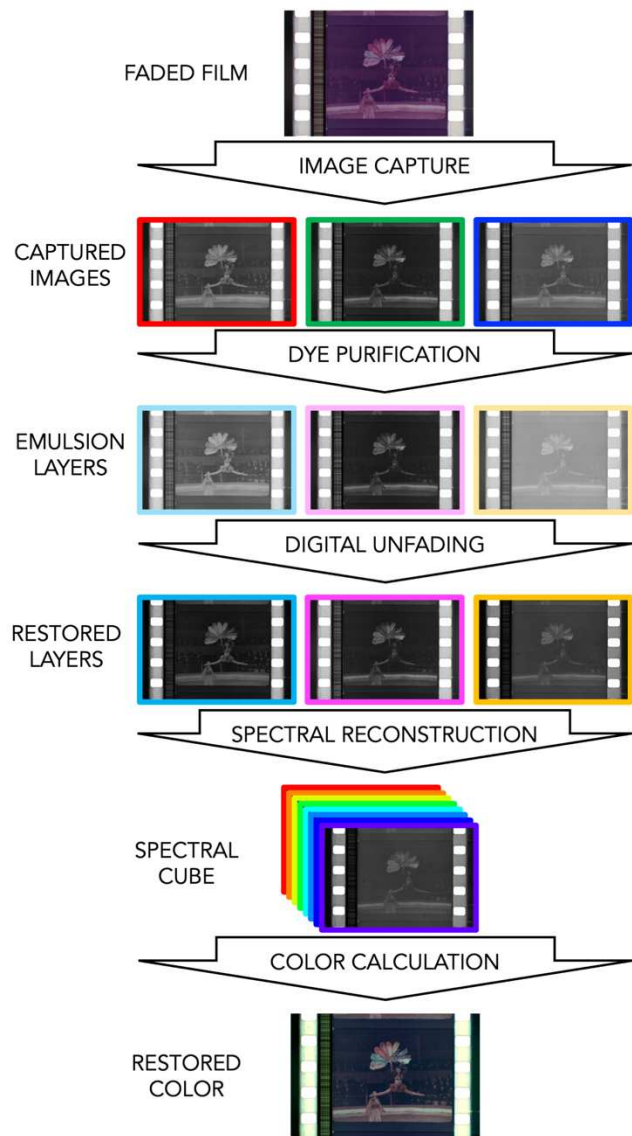 FADED FILM
IMAGE CAPTURE
CAPTURED
IMAGES
DYE PURIFICATION
EMULSION
LAYERS
DIGITAL UNFADING
RESTORED
LAYERS
SPECTRAL RECONSTRUCTION
SPECTRAL
CUBE
COLOR CALCULATION
RESTORED
COLOR